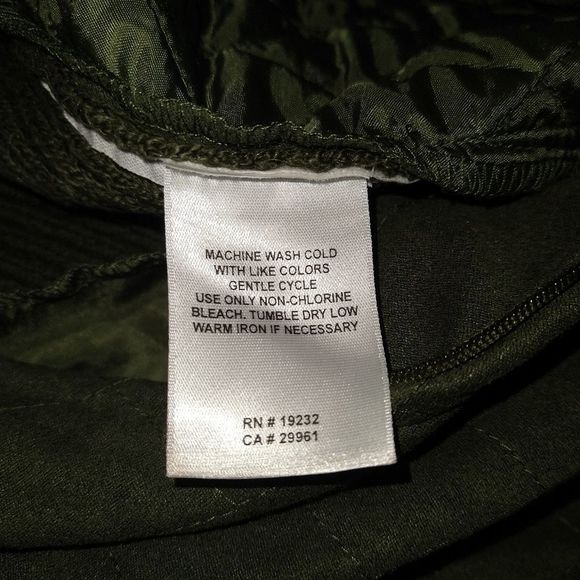 MACHINE WASH COLD
WITH LIKE COLORS
GENTLE CYCLE
USE ONLY NON-CHLORINE
BLEACH. TUMBLE DRY LOW
WARM IRON IF NECESSARY
RN # 19232
CA # 29961